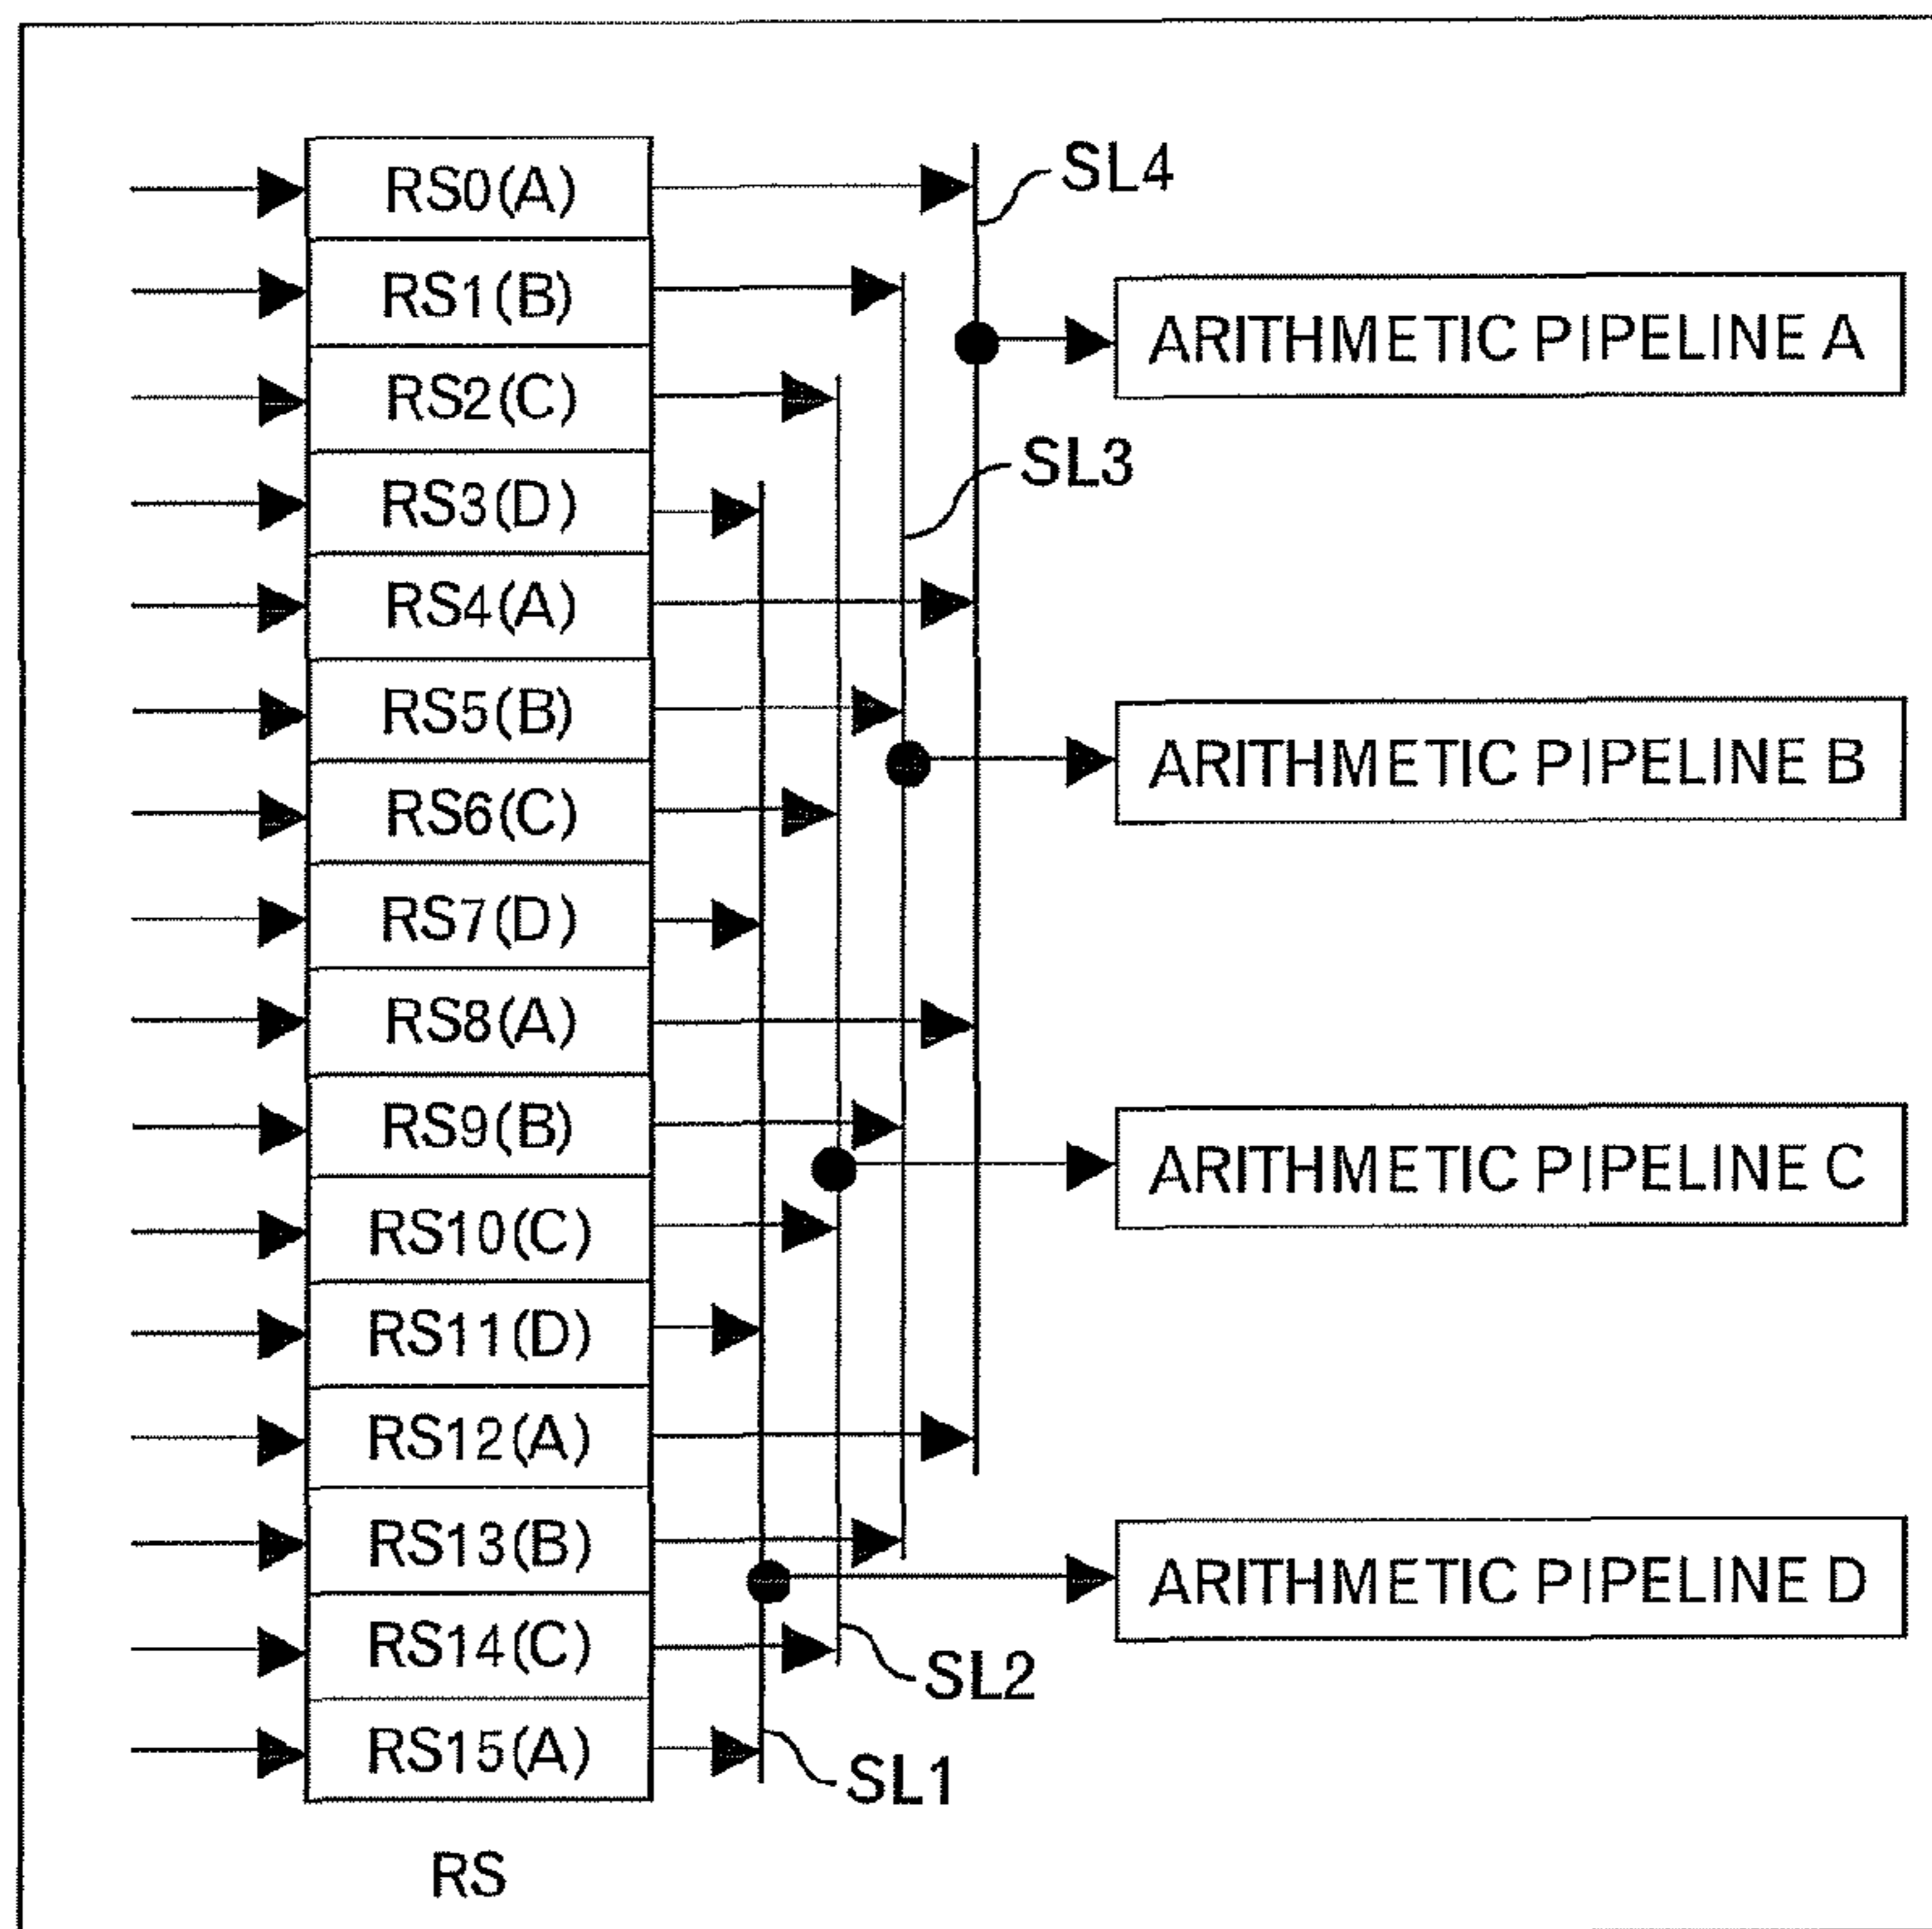 RS0(A)
SL4
RS1(B)
ARITHMETIC PIPELINE A
RS2(C)
SL3
RS3(D)
RS4(A)
RS5(B)
ARITHMETIC PIPELINE B
RS6(C)
RS7(D)
RS8(A)
RS9(B)
ARITHMETIC PIPELINE C
RS10(C)
RS11(D)
RS12(A)
RS13(B)
ARITHMETIC PIPELINE D
RS14(C)
SL2
RS15(A)
SL1
RS